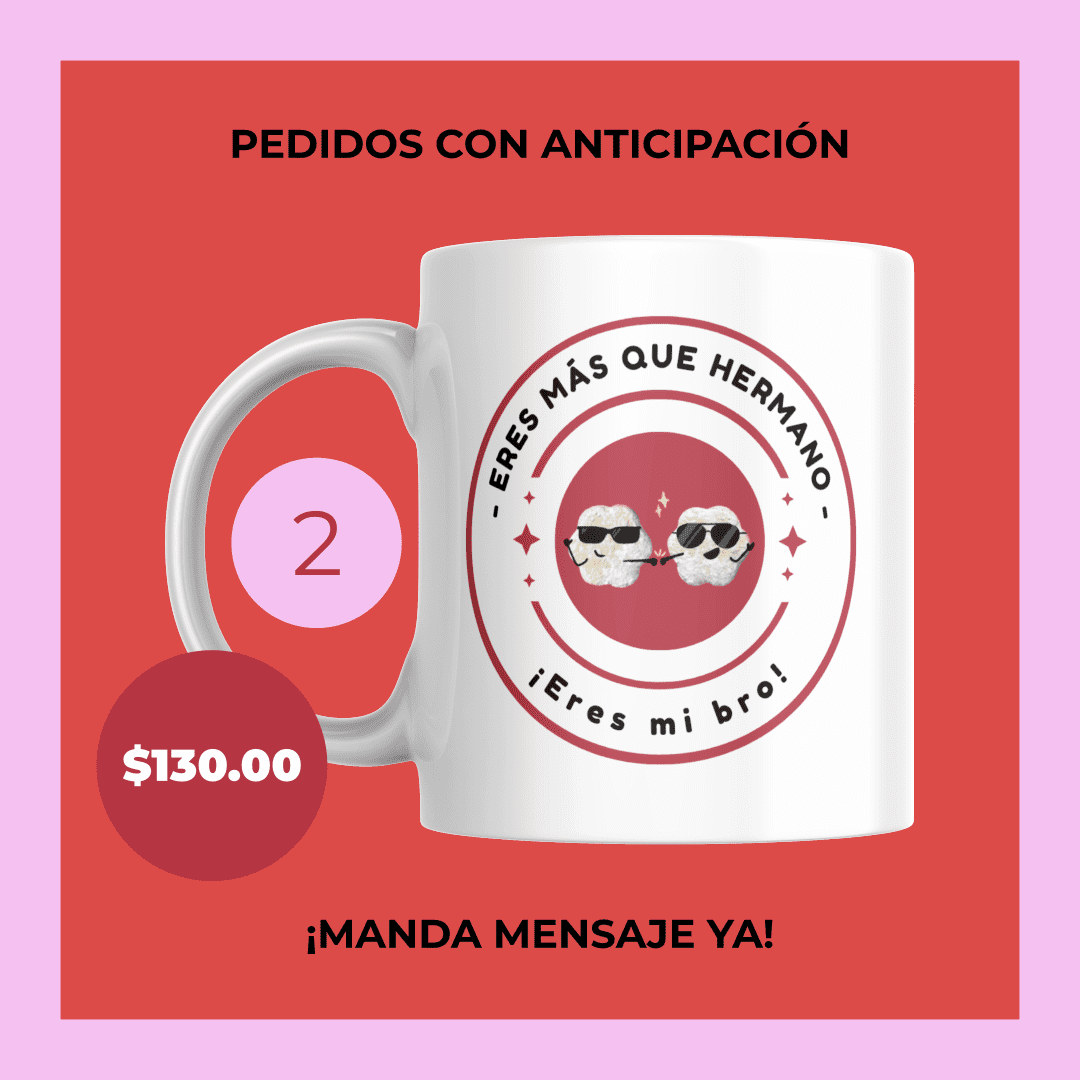 PEDIDOS CON ANTICIPACIÓN
- ERES MÁS QUE HERMANO -
¡Eres mi bro!
2
$130.00
¡MANDA MENSAJE YA!